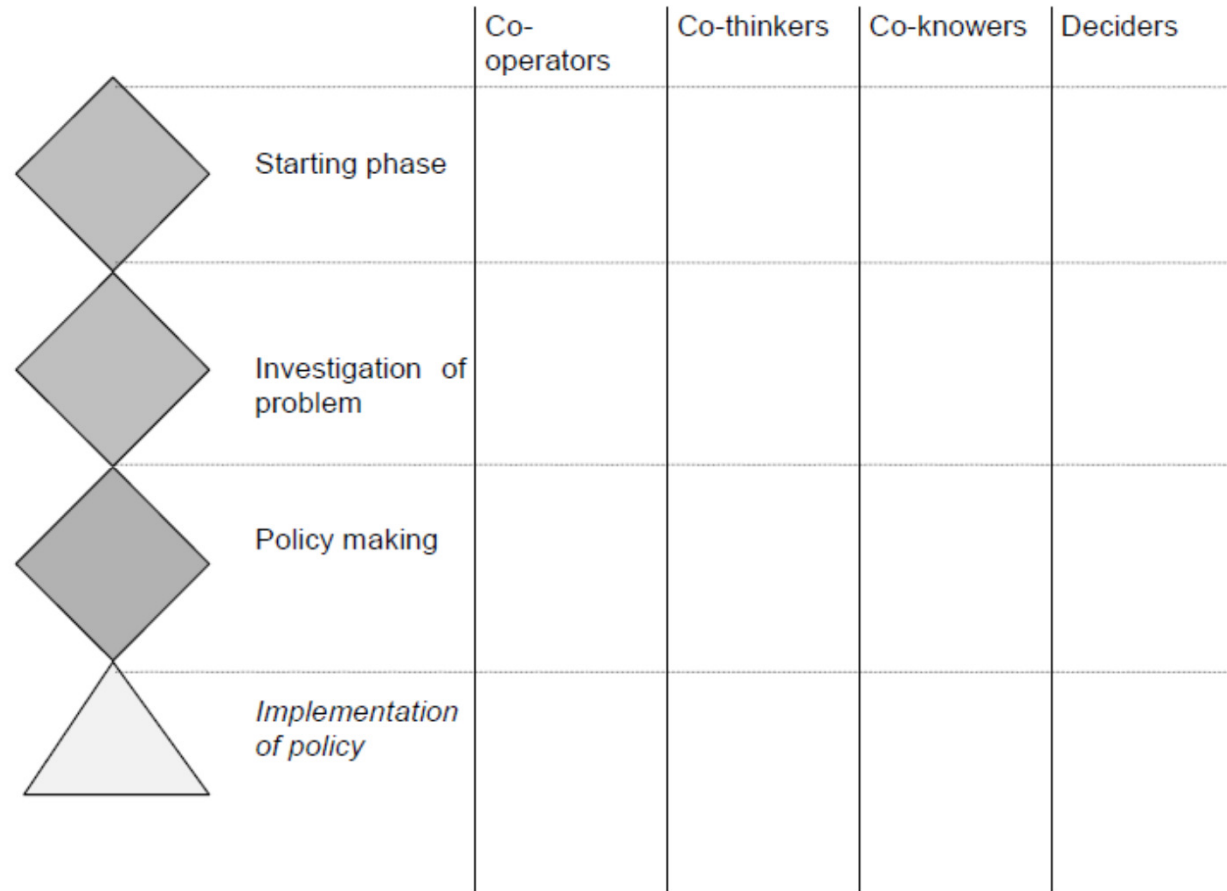 Co-
operators
Co-thinkers
Co-knowers
Deciders
Starting phase
Investigation of
problem
Policy making
Implementation
of policy